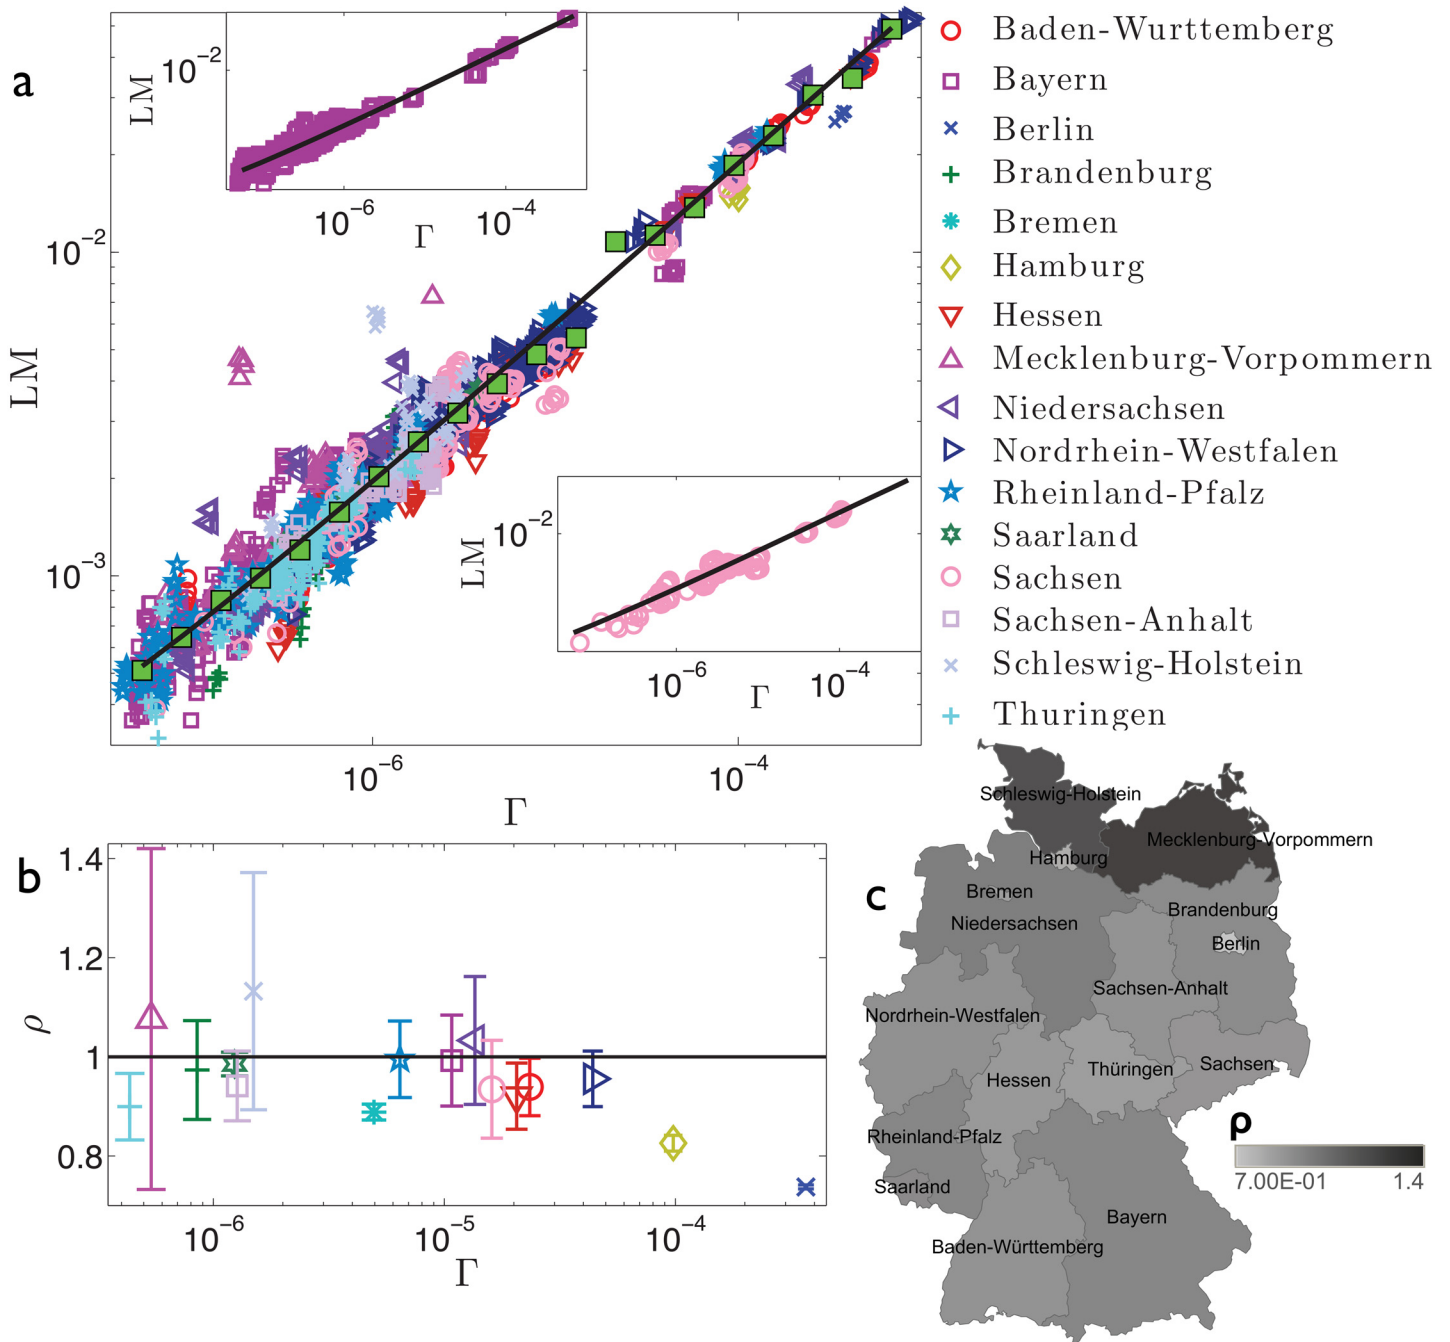 a
LM
10−2
10−3
10−6
10−4
Γ
LM
10−2
10−6
10−4
Γ
LM
10−2
10−6
10−4
Γ
Baden-Wurttemberg
Bayern
Berlin
Brandenburg
Bremen
Hamburg
Hessen
Mecklenburg-Vorpommern
Niedersachsen
Nordrhein-Westfalen
Rheinland-Pfalz
Saarland
Sachsen
Sachsen-Anhalt
Schleswig-Holstein
Thuringen
b
ρ
1.4
1.2
1
0.8
10−6
10−5
10−4
Γ
c
Schleswig-Holstein
Mecklenburg-Vorpommern
Hamburg
Bremen
Brandenburg
Niedersachsen
Berlin
Sachsen-Anhalt
Nordrhein-Westfalen
Sachsen
Thüringen
Hessen
Rheinland-Pfalz
Saarland
Bayern
Baden-Württemberg
ρ
7.00E-01 1.4